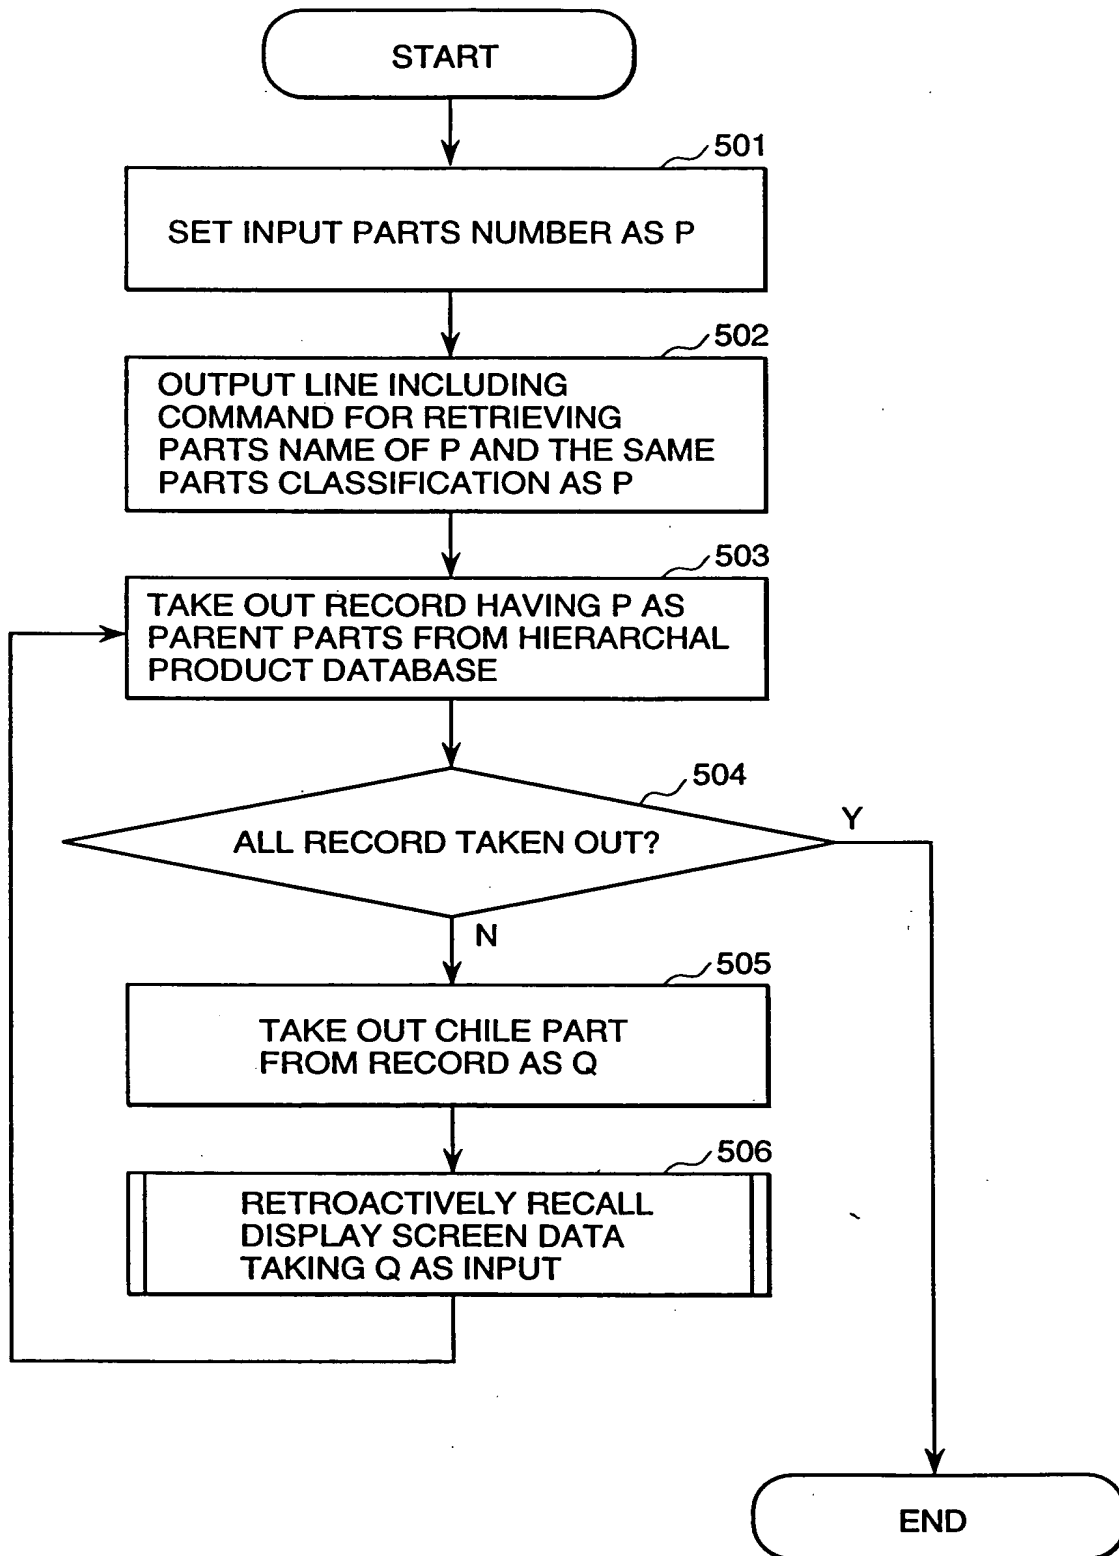 START
501
SET INPUT PARTS NUMBER AS P
502
OUTPUT LINE INCLUDING
COMMAND FOR RETRIEVING
PARTS NAME OF P AND THE SAME
PARTS CLASSIFICATION AS P
503
TAKE OUT RECORD HAVING P AS
PARENT PARTS FROM HIERARCHAL
PRODUCT DATABASE
504
ALL RECORD TAKEN OUT?
Y
N
505
TAKE OUT CHILE PART
FROM RECORD AS Q
506
RETROACTIVELY RECALL
DISPLAY SCREEN DATA
TAKING Q AS INPUT
END